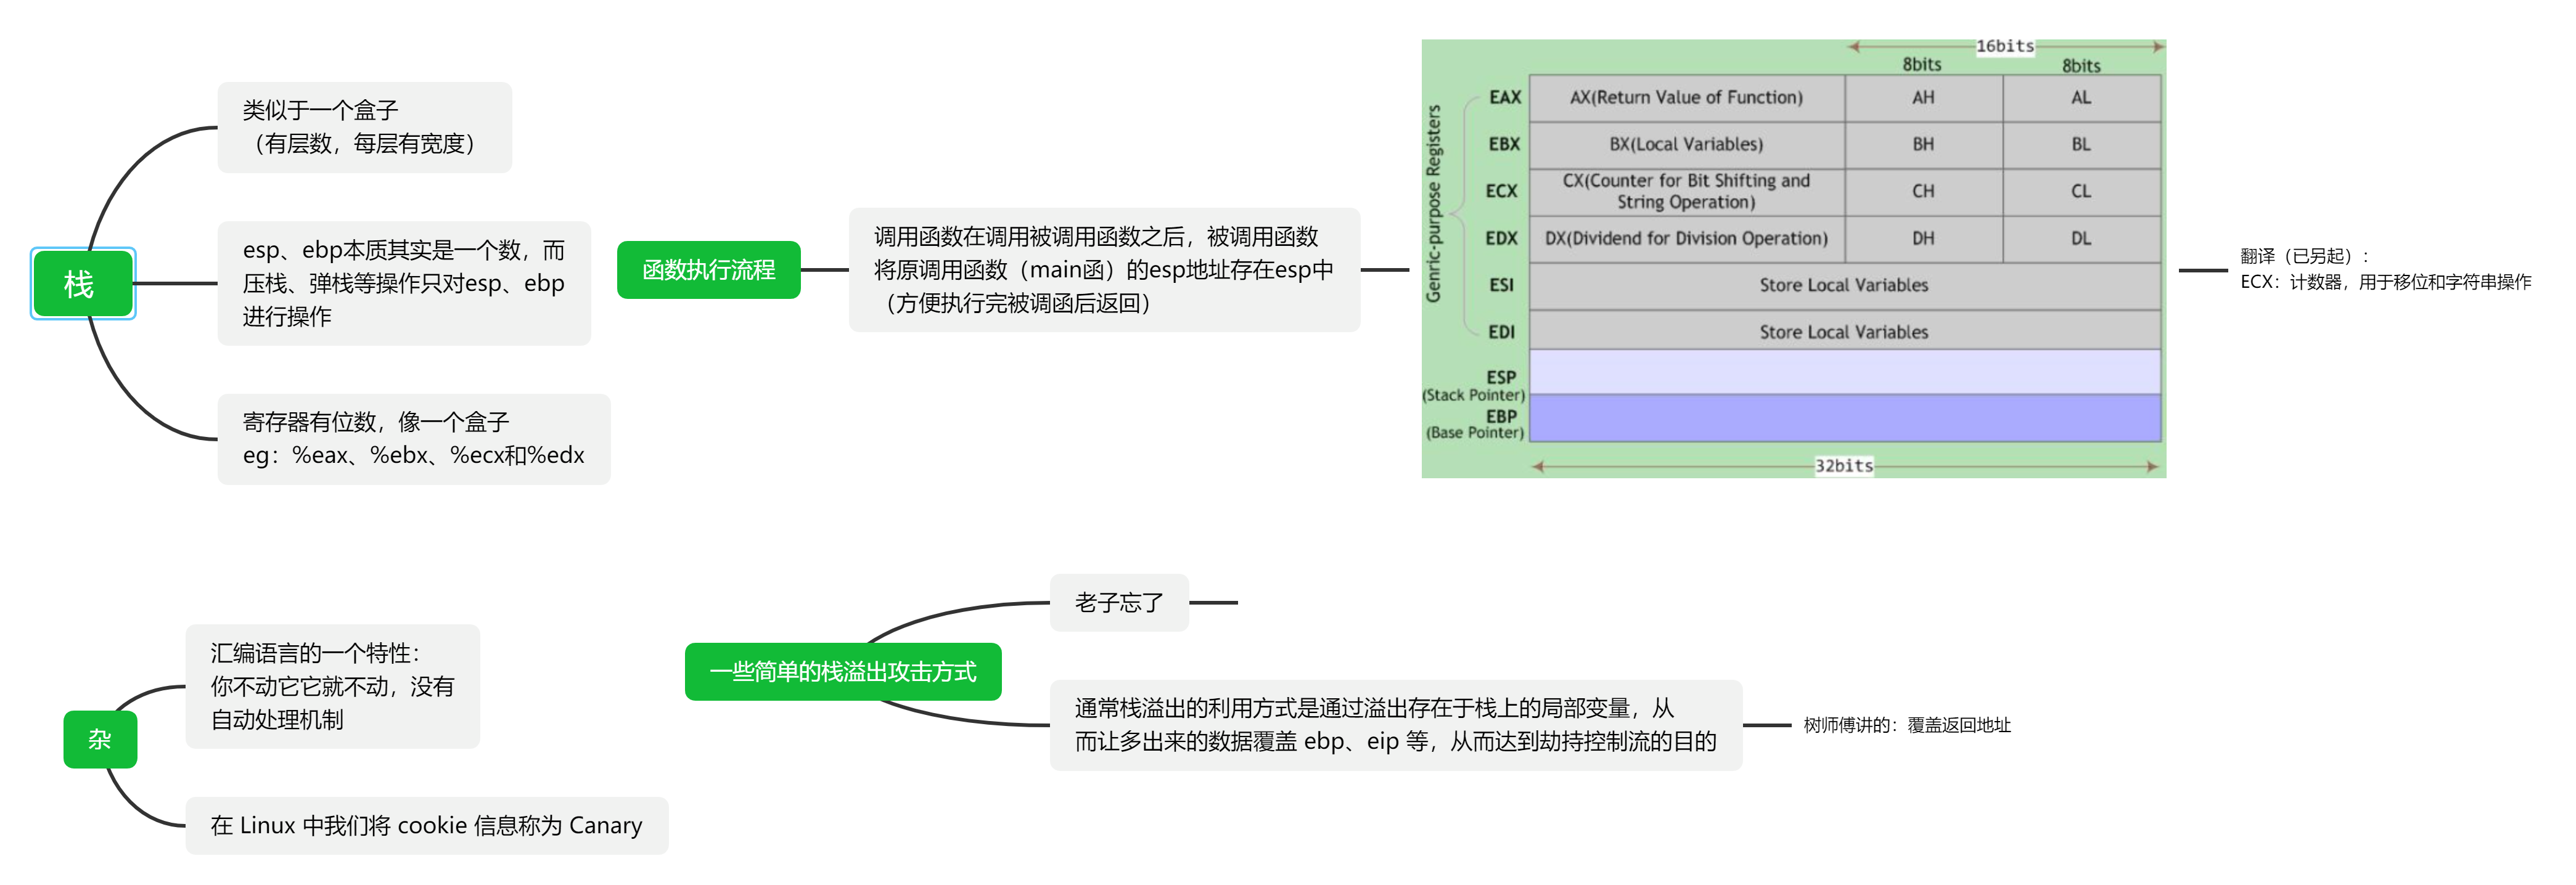 栈
类似于一个盒子
（有层数，每层有宽度）
esp、ebp本质其实是一个数，而
压栈、弹栈等操作只对esp、ebp
进行操作
寄存器有位数，像一个盒子
eg：%eax、%ebx、%ecx和%edx
函数执行流程
调用函数在调用被调用函数之后，被调用函数
将原调用函数（main函）的esp地址存在esp中
（方便执行完被调函后返回）
16bits
8bits 8bits
Genric-purpose Registers
EAX AX(Return Value of Function) AH AL
EBX BX(Local Variables) BH BL
ECX CX(Counter for Bit Shifting and
String Operation) CH CL
EDX DX(Dividend for Division Operation) DH DL
ESI Store Local Variables
EDI Store Local Variables
ESP
(Stack Pointer)
EBP
(Base Pointer)
32bits
翻译（已另起）：
ECX：计数器，用于移位和字符串操作
杂
汇编语言的一个特性：
你不动它它就不动，没有
自动处理机制
在 Linux 中我们将 cookie 信息称为 Canary
一些简单的栈溢出攻击方式
老子忘了
通常栈溢出的利用方式是通过溢出存在于栈上的局部变量，从
而让多出来的数据覆盖 ebp、eip 等，从而达到劫持控制流的目的
树师傅讲的：覆盖返回地址